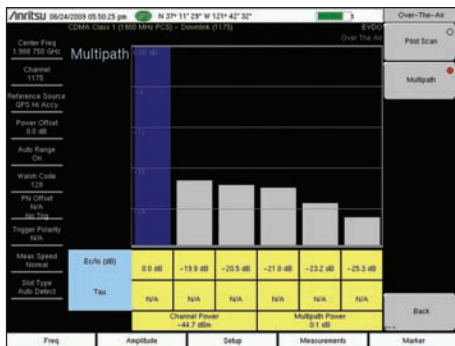 Anritsu 06/24/2009 05:50:25 pm N 37° 11' 29" W 121° 42' 32"
CDMA Class 1 (1900 MHz PCS) - Downlink (1175) EVDO
Over The Air
Multipath
Center Freq
1 988 750 GHz
Channel
1175
Reference Source
GPS Hi Accy
Power Offset
0.0 dB
Auto Range
On
Walsh Code
128
PN Offset
N/A
No Trig
Trigger Polarity
N/A
Meas Speed
Normal
Slot Type
Auto Detect
Ec/Io (dB) 0.0 dB -19.9 dB -20.5 dB -21.0 dB -23.2 dB -25.3 dB
Tau N/A N/A N/A N/A N/A N/A
Channel Power Multipath Power
-44.7 dBm 0.1 dB
Over-The-Air
Pilot Scan
Multipath
Back
Freq Amplitude Setup Measurements Marker